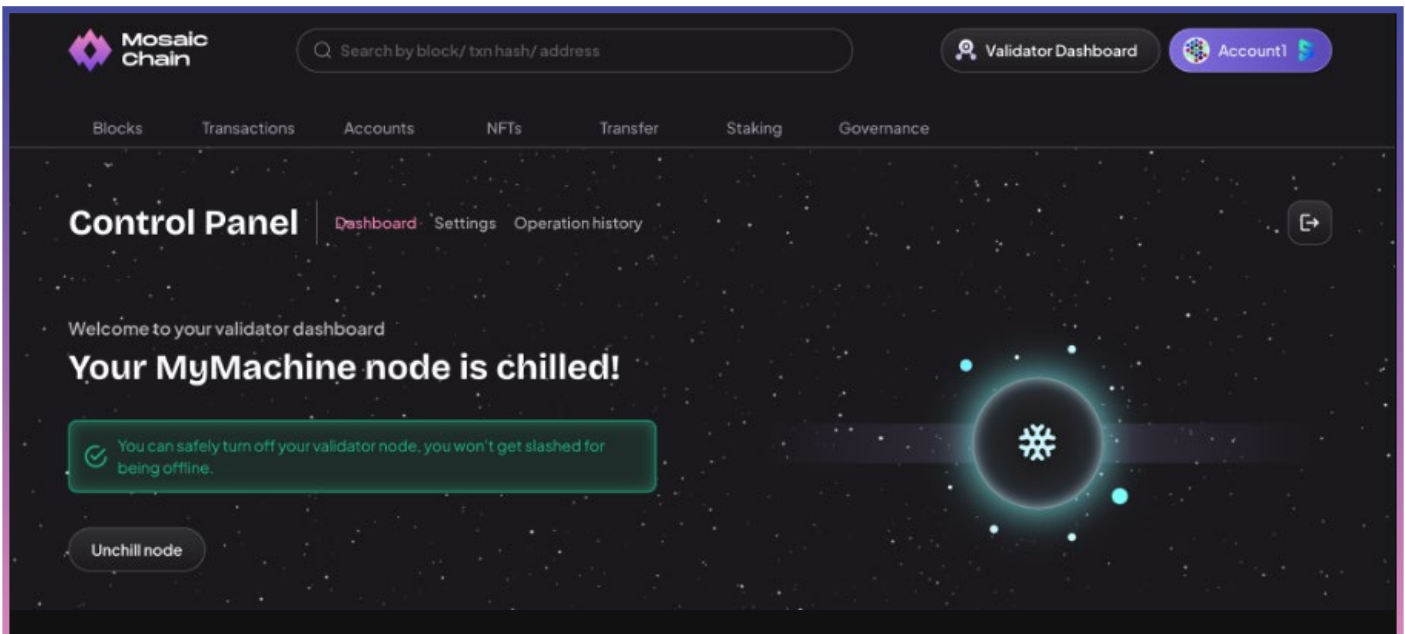 Mosaic
Chain
Search by block/ txn hash/ address
Validator Dashboard
Account1
Blocks
Transactions
Accounts
NFTs
Transfer
Staking
Governance
Control Panel
Dashboard
Settings
Operation history
Welcome to your validator dashboard
Your MyMachine node is chilled!
You can safely turn off your validator node, you won't get slashed for
being offline.
Unchill node